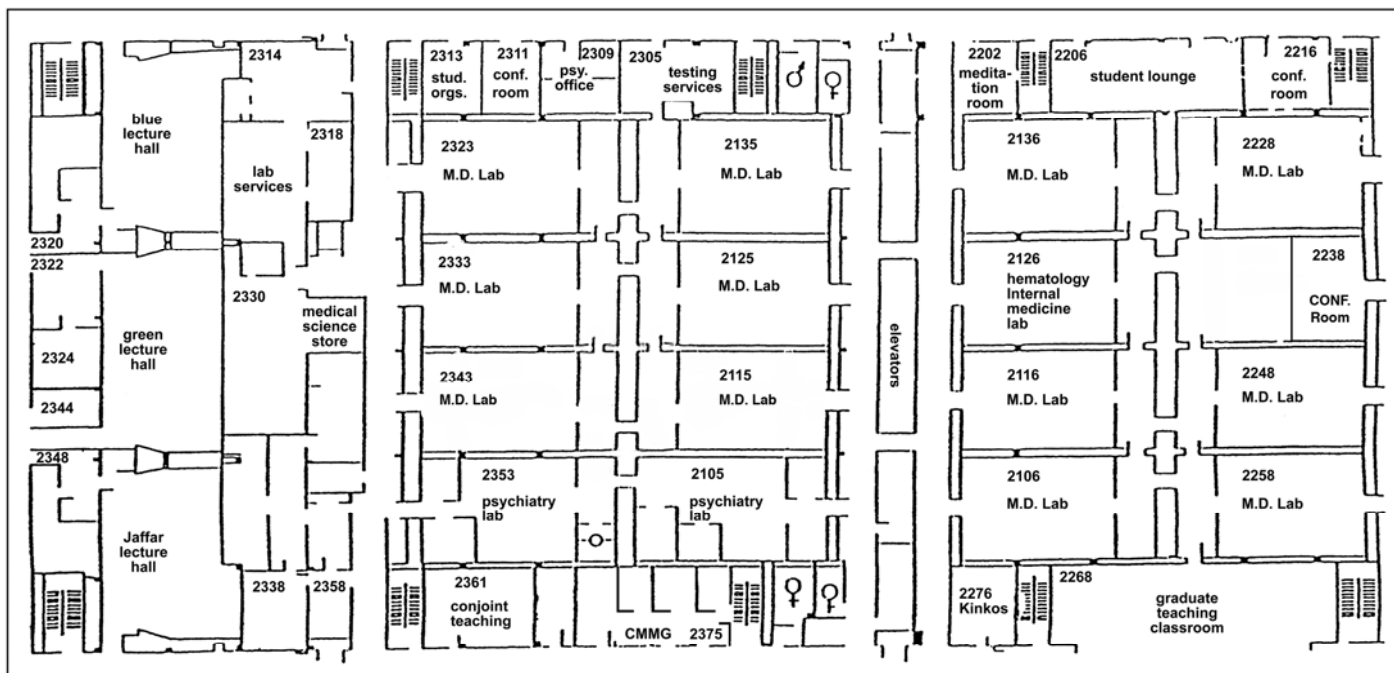 2314
blue
lecture
hall
2318
lab
services
2320
2322
2330
green
lecture
hall
medical
science
store
2324
2344
2348
Jaffar
lecture
hall
2338
2358
2313
stud.
orgs.
2311
conf.
room
2309
psy.
office
2305
testing
services
2323
M.D. Lab
2135
M.D. Lab
2333
M.D. Lab
2125
M.D. Lab
2343
M.D. Lab
2115
M.D. Lab
2353
psychiatry
lab
2105
psychiatry
lab
2361
conjoint
teaching
CMMG 2375
elevators
2202
medita-
tion
room
2206
student lounge
2216
conf.
room
2136
M.D. Lab
2228
M.D. Lab
2126
hematology
Internal
medicine
lab
2238
CONF.
Room
2116
M.D. Lab
2248
M.D. Lab
2106
M.D. Lab
2258
M.D. Lab
2276
Kinkos
2268
graduate
teaching
classroom